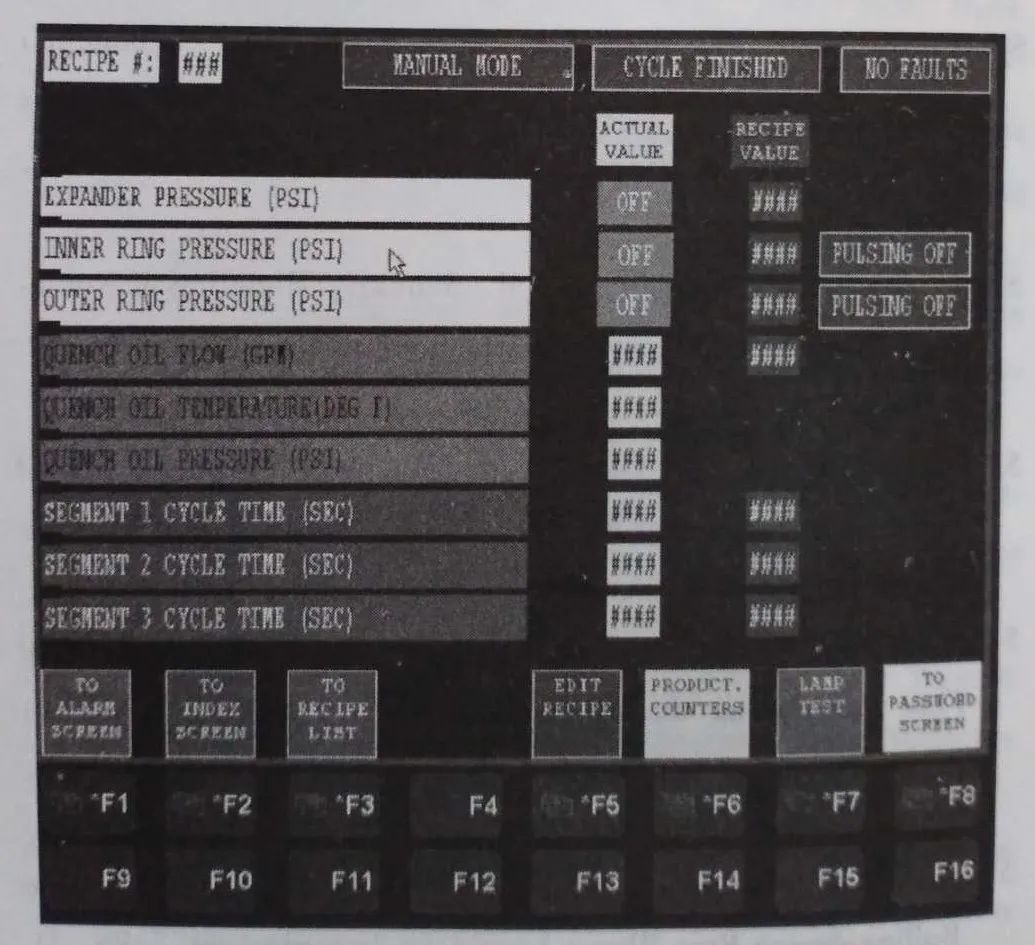 RECIPE #: ###
MANUAL MODE
CYCLE FINISHED
NO FAULTS
ACTUAL
VALUE
RECIPE
VALUE
EXPANDER PRESSURE (PSI) OFF ####
INNER RING PRESSURE (PSI) OFF #### PULSING OFF
OUTER RING PRESSURE (PSI) OFF #### PULSING OFF
QUENCH OIL FLOW (GPM) #### ####
QUENCH OIL TEMPERATURE(DEG F) ####
QUENCH OIL PRESSURE (PSI) ####
SEGMENT 1 CYCLE TIME (SEC) #### ####
SEGMENT 2 CYCLE TIME (SEC) #### ####
SEGMENT 3 CYCLE TIME (SEC) #### ####
TO
ALARM
SCREEN
TO
INDEX
SCREEN
TO
RECIPE
LIST
EDIT
RECIPE
PRODUCT.
COUNTERS
LAMP
TEST
TO
PASSWORD
SCREEN
*F1 *F2 *F3 F4 *F5 *F6 *F7 *F8
F9 F10 F11 F12 F13 F14 F15 F16